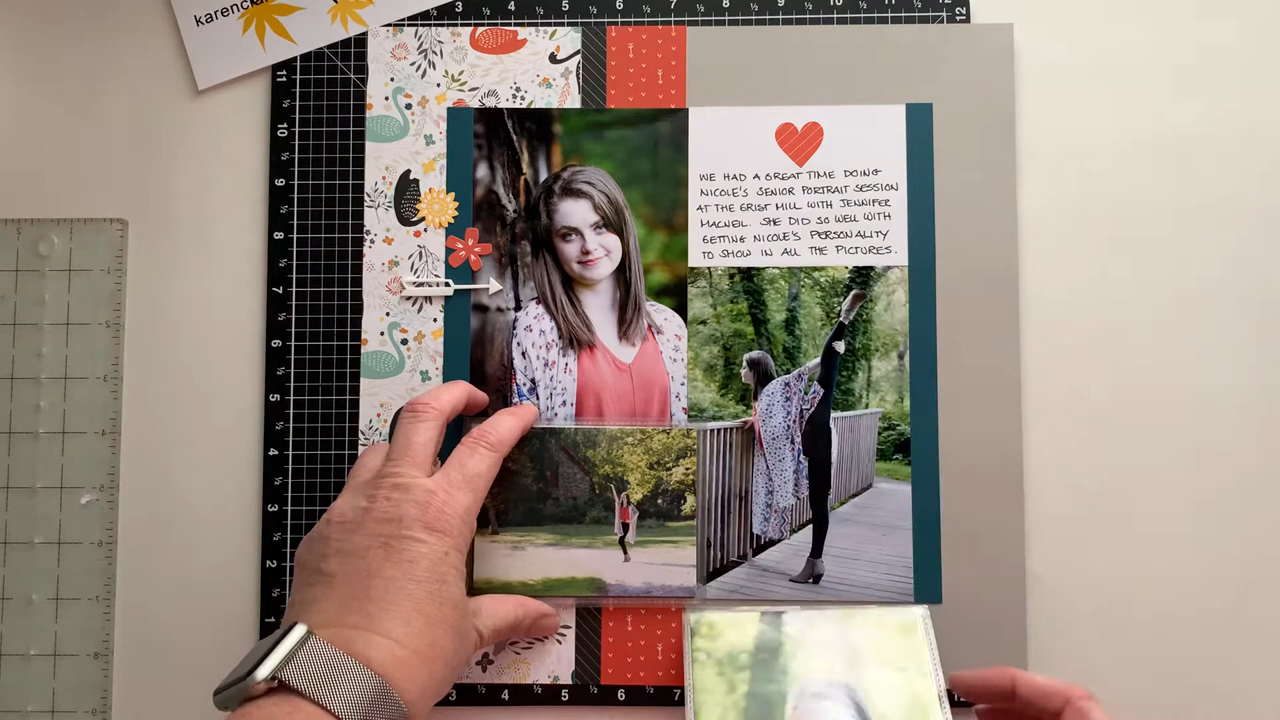 WE HAD A GREAT TIME DOING
NICOLE'S SENIOR PORTRAIT SESSION
AT THE GRIST MILL WITH JENNIFER
MACNEIL. SHE DID SO WELL WITH
GETTING NICOLE'S PERSONALITY
TO SHOW IN ALL THE PICTURES.